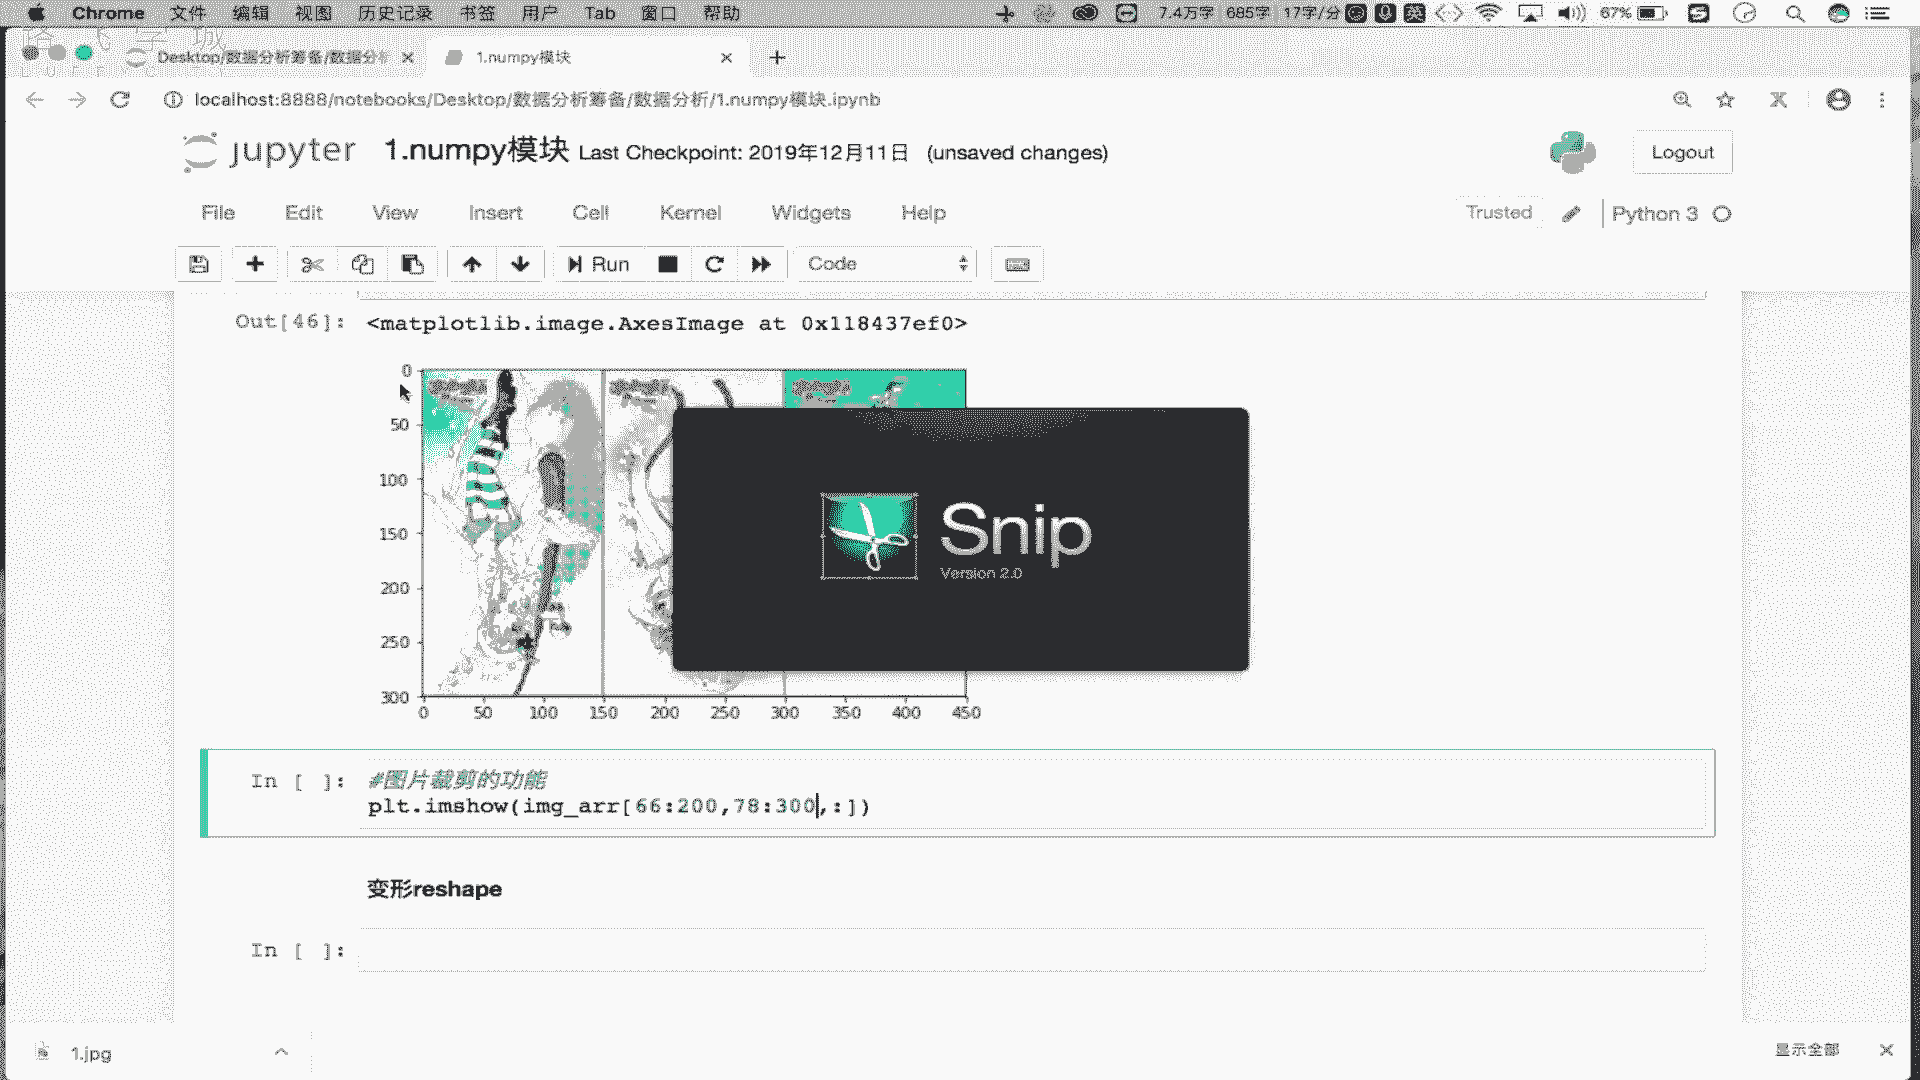 Chrome 文件 编辑 视图 历史记录 书签 用户 Tab 窗口 帮助 7.4万字 685字 17字/分 英 67%
Desktop/数据分析筹备/数据分析 1.numpy模块
localhost:8888/notebooks/Desktop/数据分析筹备/数据分析/1.numpy模块.ipynb
jupyter 1.numpy模块 Last Checkpoint: 2019年12月11日 (unsaved changes) Logout
File Edit View Insert Cell Kernel Widgets Help Trusted Python 3
Run Code
Out[46]: <matplotlib.image.AxesImage at 0x118437ef0>
0
50
100
150
200
250
300
0 50 100 150 200 250 300 350 400 450
Snip
Version 2.0
In [ ]: #图片裁剪的功能
plt.imshow(img_arr[66:200,78:300,:])
变形reshape
In [ ]:
1.jpg 显示全部